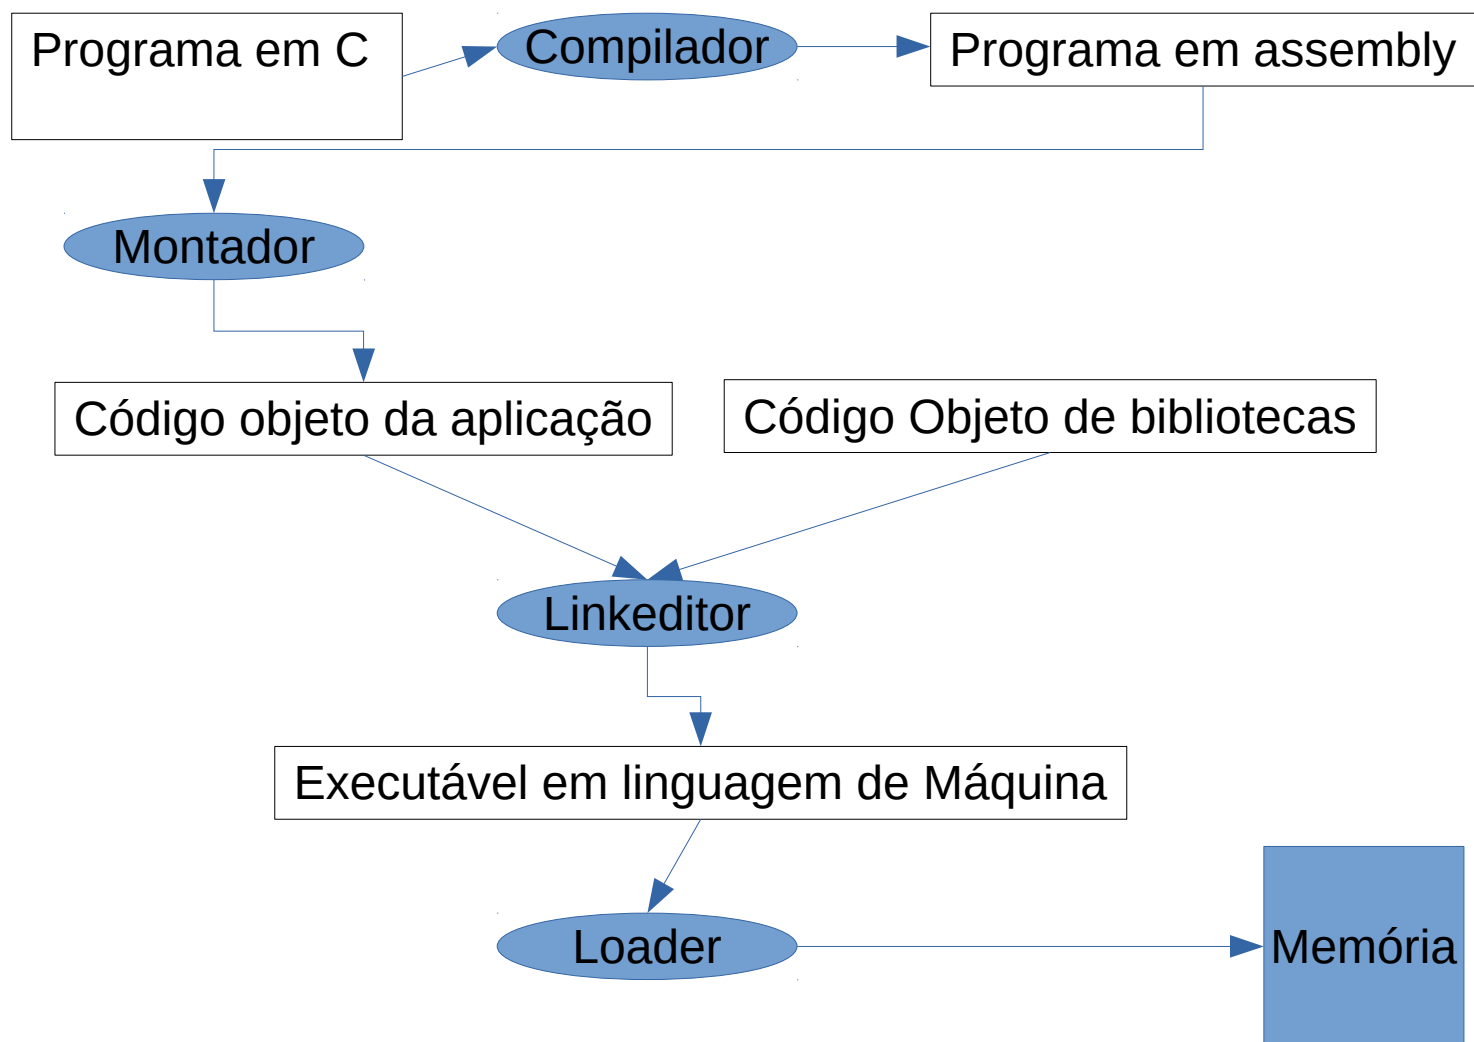 Programa em C
Compilador
Programa em assembly
Montador
Código objeto da aplicação
Código Objeto de bibliotecas
Linkeditor
Executável em linguagem de Máquina
Loader
Memória